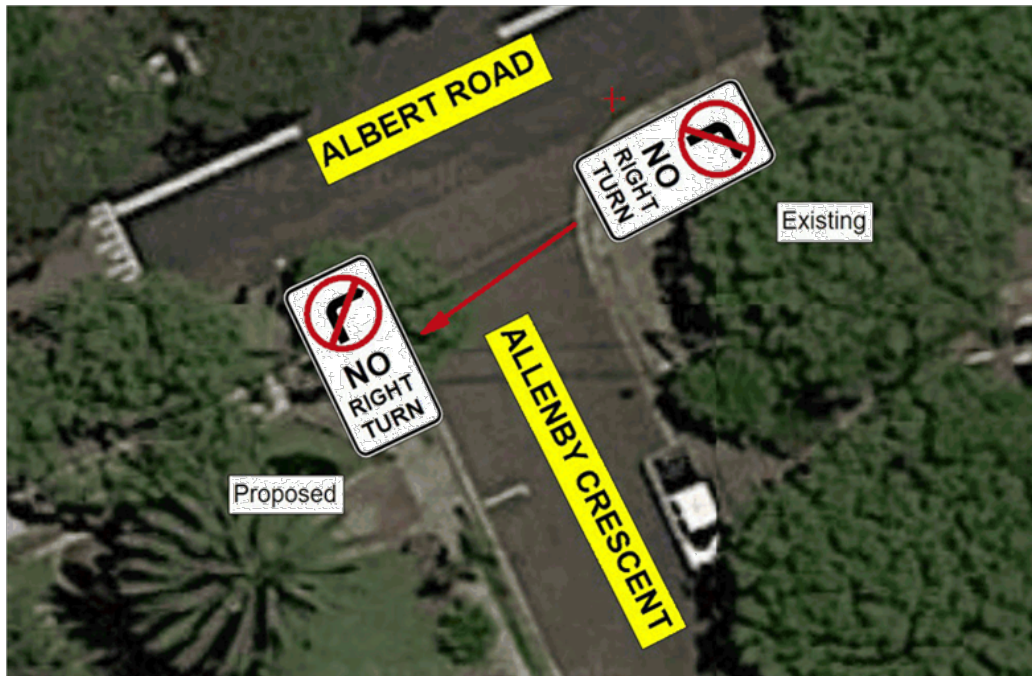 ALBERT ROAD
NO
RIGHT
TURN
Existing
NO
RIGHT
TURN
Proposed
ALLENBY CRESCENT